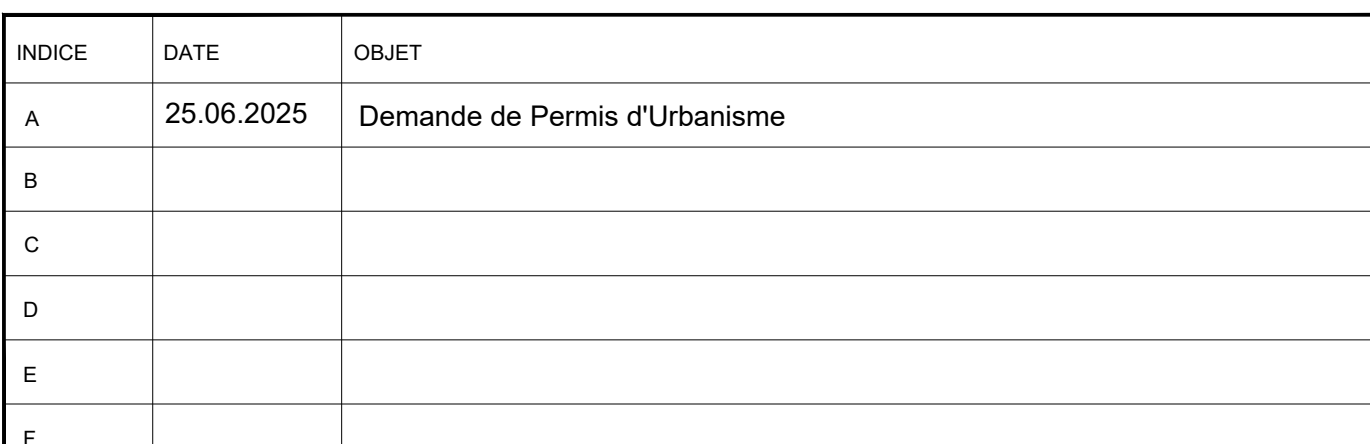 INDICE DATE OBJET
A 25.06.2025 Demande de Permis d'Urbanisme
B
C
D
E
F